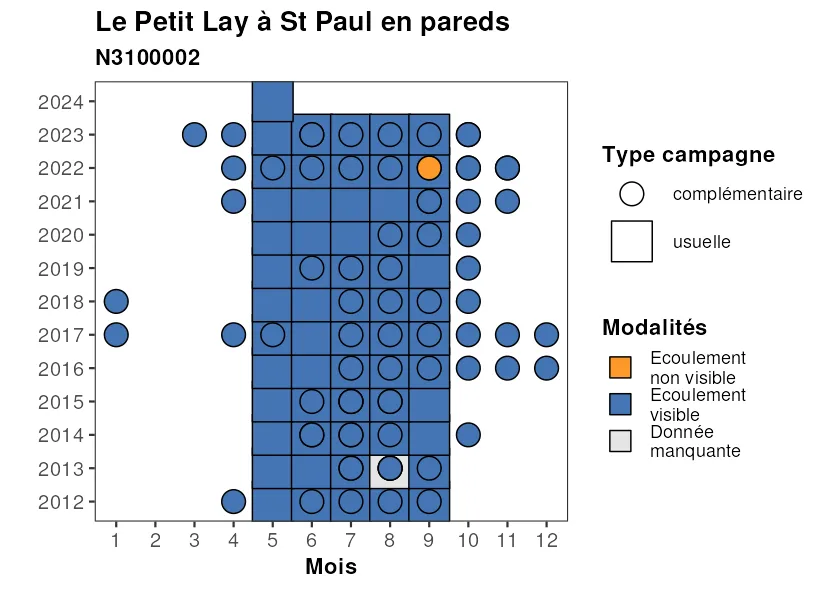 Le Petit Lay à St Paul en pareds
N3100002
2024
2023
2022
2021
2020
2019
2018
2017
2016
2015
2014
2013
2012
1 2 3 4 5 6 7 8 9 10 11 12
Mois
Type campagne
complémentaire
usuelle
Modalités
Ecoulement
non visible
Ecoulement
visible
Donnée
manquante